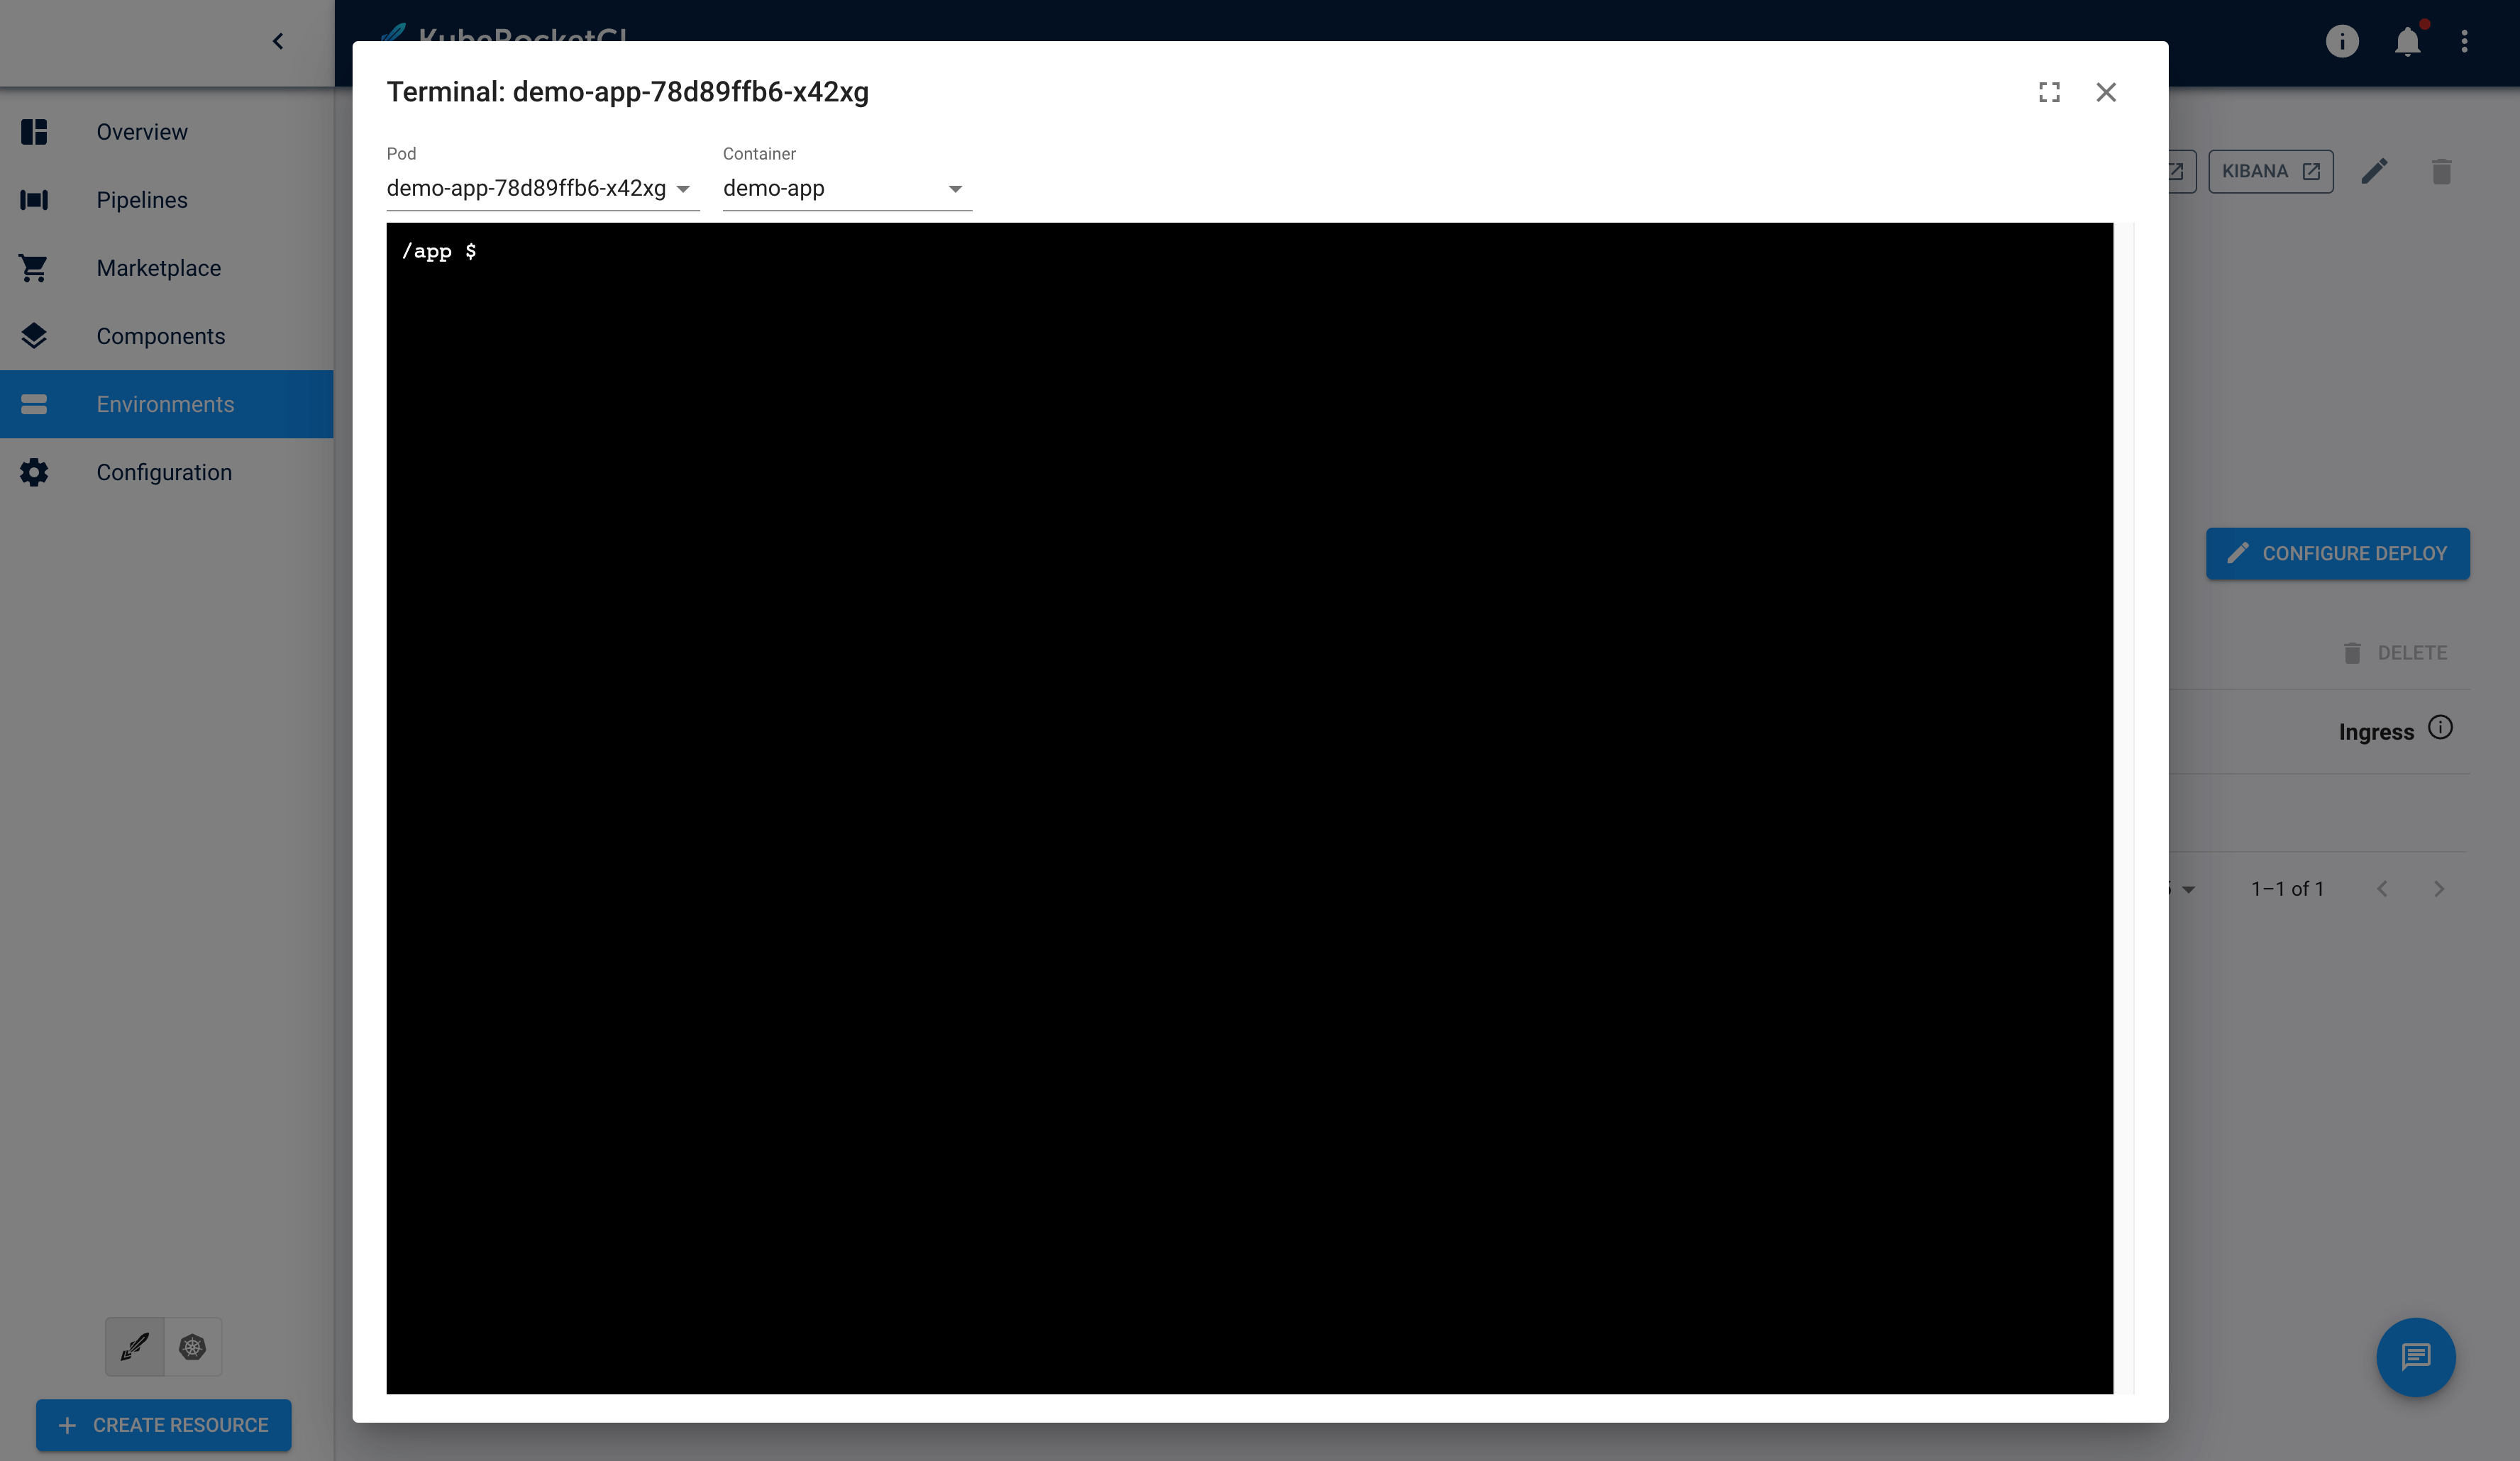 KubeRocketCI
Terminal: demo-app-78d89ffb6-x42xg
Overview
Pipelines
Marketplace
Components
Environments
Configuration
Pod
Container
demo-app-78d89ffb6-x42xg
demo-app
/app $
KIBANA
CONFIGURE DEPLOY
DELETE
Ingress
1–1 of 1
CREATE RESOURCE